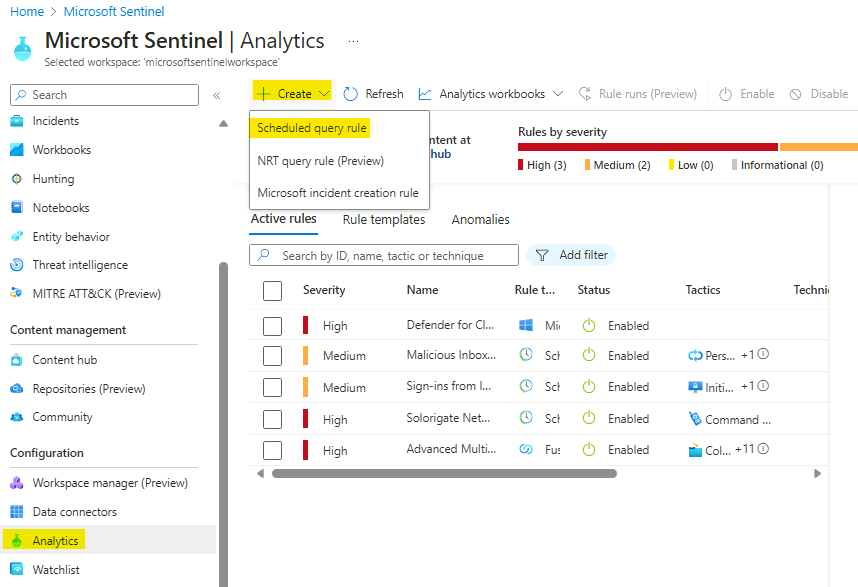 Home > Microsoft Sentinel
Microsoft Sentinel | Analytics ...
Selected workspace: 'microsoftsentinelworkspace'
Search «
Incidents
Workbooks
Hunting
Notebooks
Entity behavior
Threat intelligence
MITRE ATT&CK (Preview)
Content management
Content hub
Repositories (Preview)
Community
Configuration
Workspace manager (Preview)
Data connectors
Analytics
Watchlist
+ Create Refresh Analytics workbooks Rule runs (Preview) Enable Disable
Scheduled query rule
NRT query rule (Preview)
Microsoft incident creation rule
ntent at
hub
Rules by severity
High (3) Medium (2) Low (0) Informational (0)
Active rules Rule templates Anomalies
Search by ID, name, tactic or technique Add filter
Severity Name Rule t... Status Tactics Techni
High Defender for Cl... Mi Enabled
Medium Malicious Inbox... Sch Enabled Pers... +1
Medium Sign-ins from I... Sch Enabled Initi... +1
High Solorigate Net... Sch Enabled Command ...
High Advanced Multi... Fus Enabled Col... +11